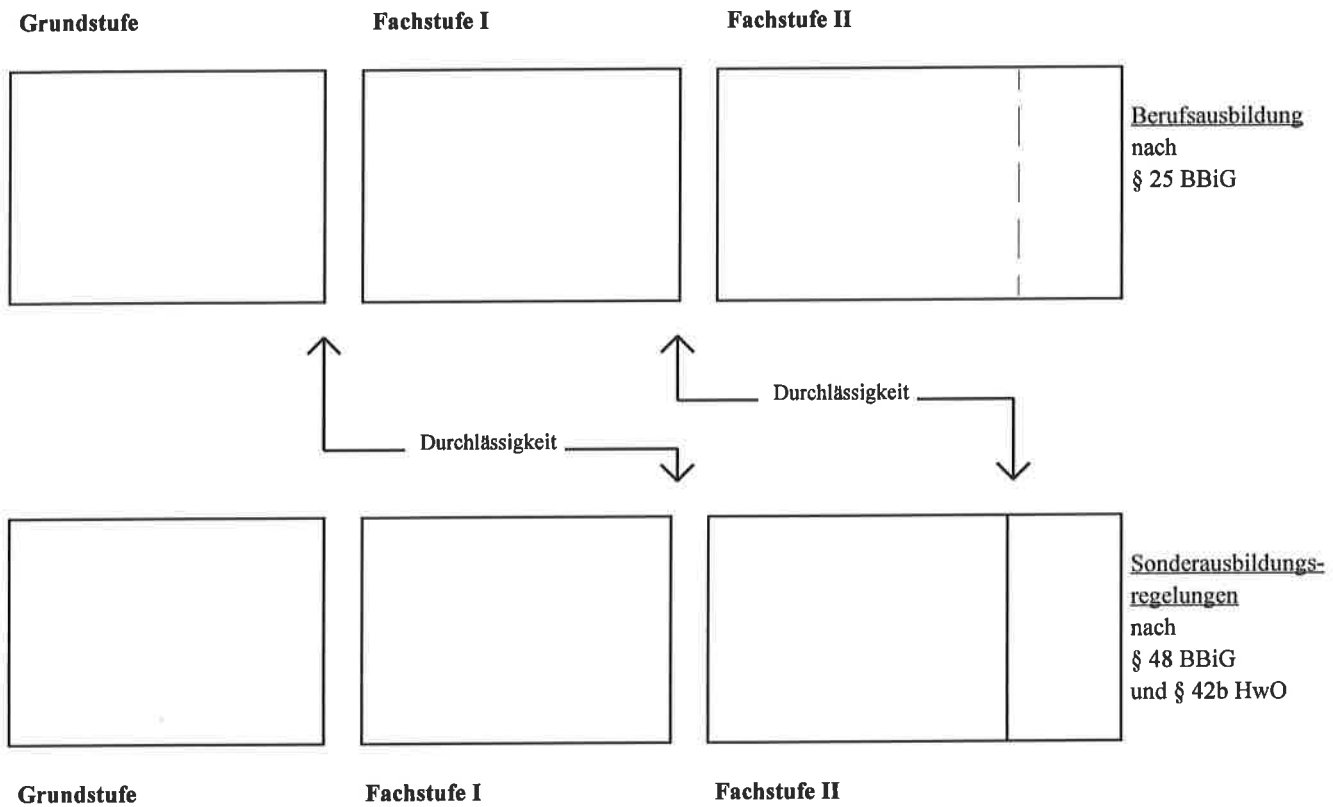 Grundstufe
Fachstufe I
Fachstufe II
Berufsausbildung
nach
§ 25 BBiG
Durchlässigkeit
Durchlässigkeit
Sonderausbildungs-
regelungen
nach
§ 48 BBiG
und § 42b HwO
Grundstufe
Fachstufe I
Fachstufe II